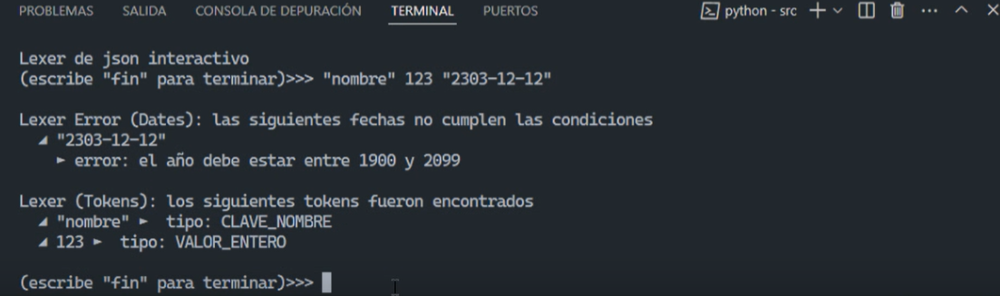 PROBLEMAS SALIDA CONSOLA DE DEPURACIÓN TERMINAL PUERTOS python - src
Lexer de json interactivo
(escribe "fin" para terminar)>>> "nombre" 123 "2303-12-12"
Lexer Error (Dates): las siguientes fechas no cumplen las condiciones
◢ "2303-12-12"
► error: el año debe estar entre 1900 y 2099
Lexer (Tokens): los siguientes tokens fueron encontrados
◢ "nombre" ► tipo: CLAVE_NOMBRE
◢ 123 ► tipo: VALOR_ENTERO
(escribe "fin" para terminar)>>>